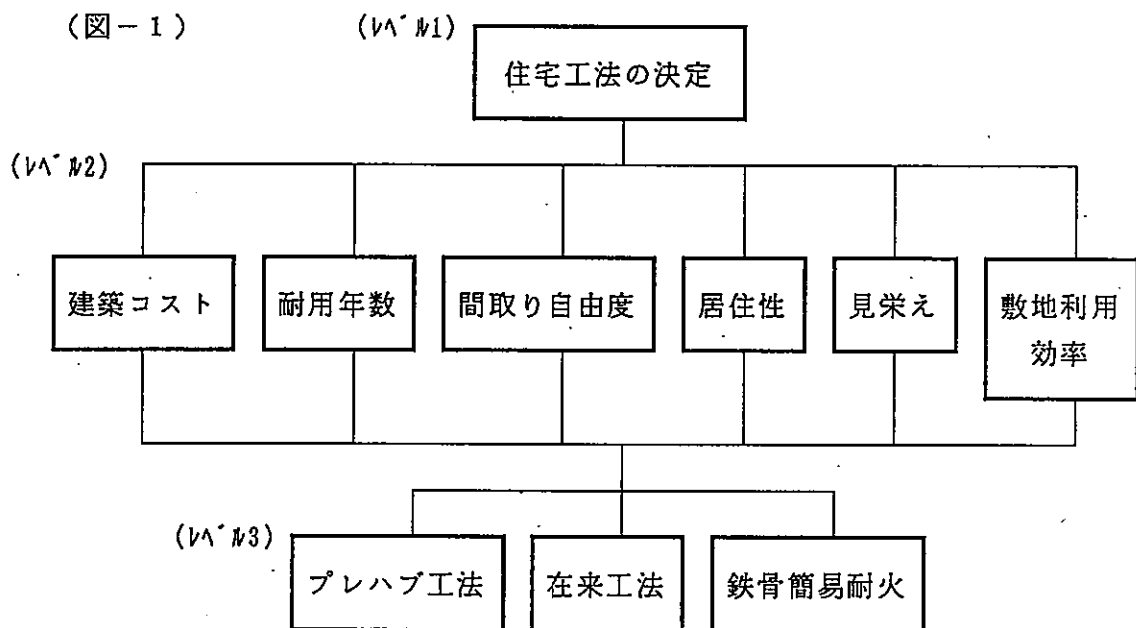 (図－1)
(ﾚﾍﾞﾙ1)
住宅工法の決定
(ﾚﾍﾞﾙ2)
建築コスト
耐用年数
間取り自由度
居住性
見栄え
敷地利用
効率
(ﾚﾍﾞﾙ3)
プレハブ工法
在来工法
鉄骨簡易耐火